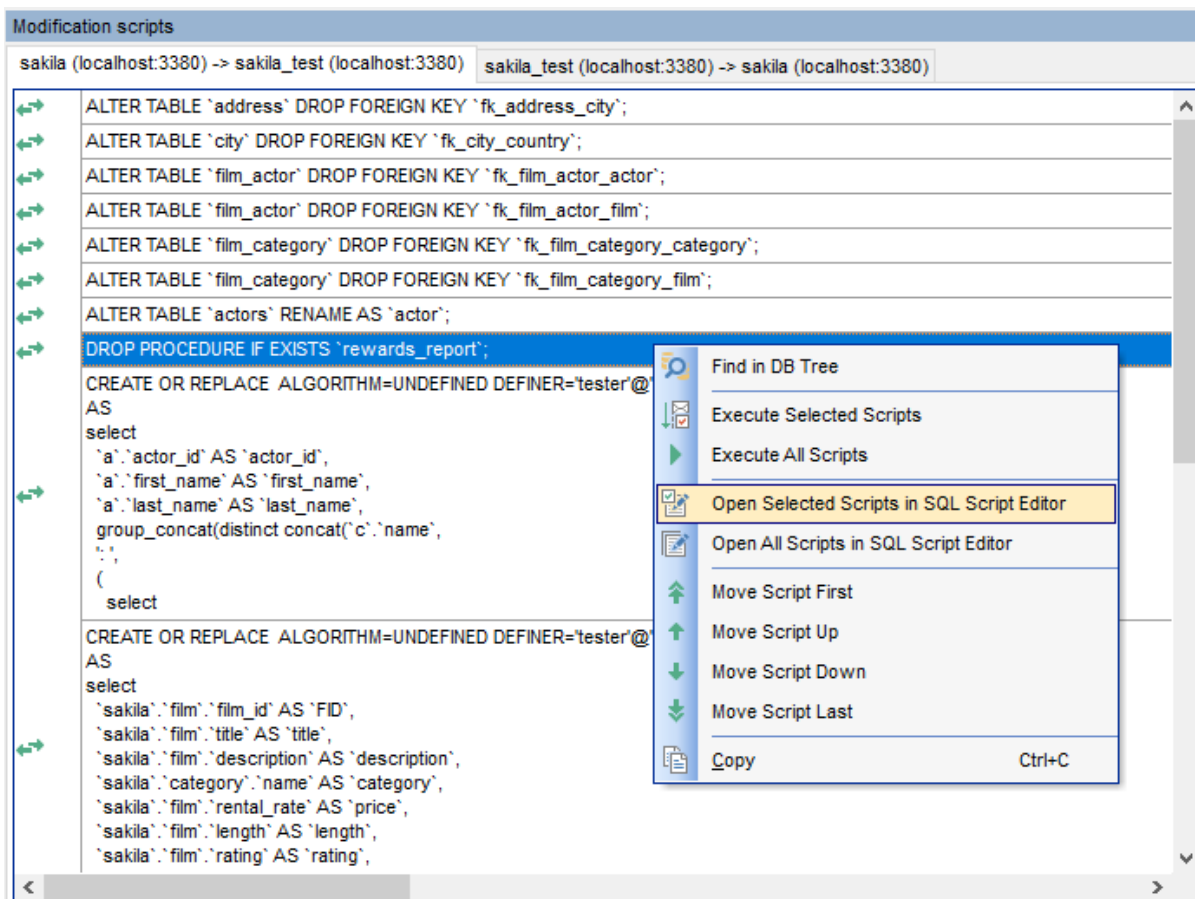 Modification scripts
sakila (localhost:3380) -> sakila_test (localhost:3380)
sakila_test (localhost:3380) -> sakila (localhost:3380)
ALTER TABLE `address` DROP FOREIGN KEY `fk_address_city`;
ALTER TABLE `city` DROP FOREIGN KEY `fk_city_country`;
ALTER TABLE `film_actor` DROP FOREIGN KEY `fk_film_actor_actor`;
ALTER TABLE `film_actor` DROP FOREIGN KEY `fk_film_actor_film`;
ALTER TABLE `film_category` DROP FOREIGN KEY `fk_film_category_category`;
ALTER TABLE `film_category` DROP FOREIGN KEY `fk_film_category_film`;
ALTER TABLE `actors` RENAME AS `actor`;
DROP PROCEDURE IF EXISTS `rewards_report`;
CREATE OR REPLACE  ALGORITHM=UNDEFINED DEFINER='tester'@'
AS
select
`a`.`actor_id` AS `actor_id`,
`a`.`first_name` AS `first_name`,
`a`.`last_name` AS `last_name`,
group_concat(distinct concat(`c`.`name`,
': ',
(
select
CREATE OR REPLACE  ALGORITHM=UNDEFINED DEFINER='tester'@'
AS
select
`sakila`.`film`.`film_id` AS `FID`,
`sakila`.`film`.`title` AS `title`,
`sakila`.`film`.`description` AS `description`,
`sakila`.`category`.`name` AS `category`,
`sakila`.`film`.`rental_rate` AS `price`,
`sakila`.`film`.`length` AS `length`,
`sakila`.`film`.`rating` AS `rating`,
Find in DB Tree
Execute Selected Scripts
Execute All Scripts
Open Selected Scripts in SQL Script Editor
Open All Scripts in SQL Script Editor
Move Script First
Move Script Up
Move Script Down
Move Script Last
Copy Ctrl+C